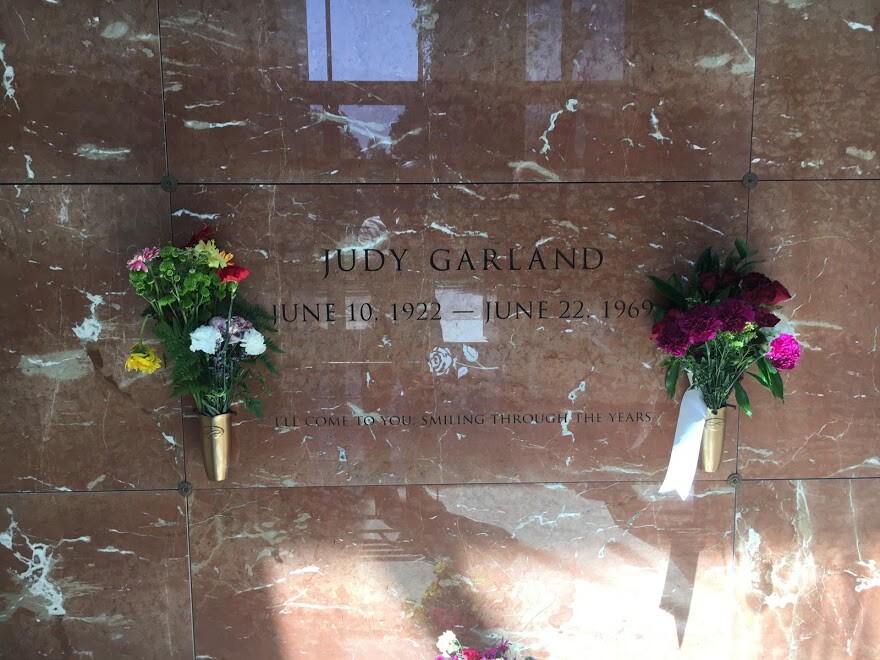 JUDY GARLAND
JUNE 10, 1922 — JUNE 22, 1969
I'LL COME TO YOU, SMILING THROUGH THE YEARS